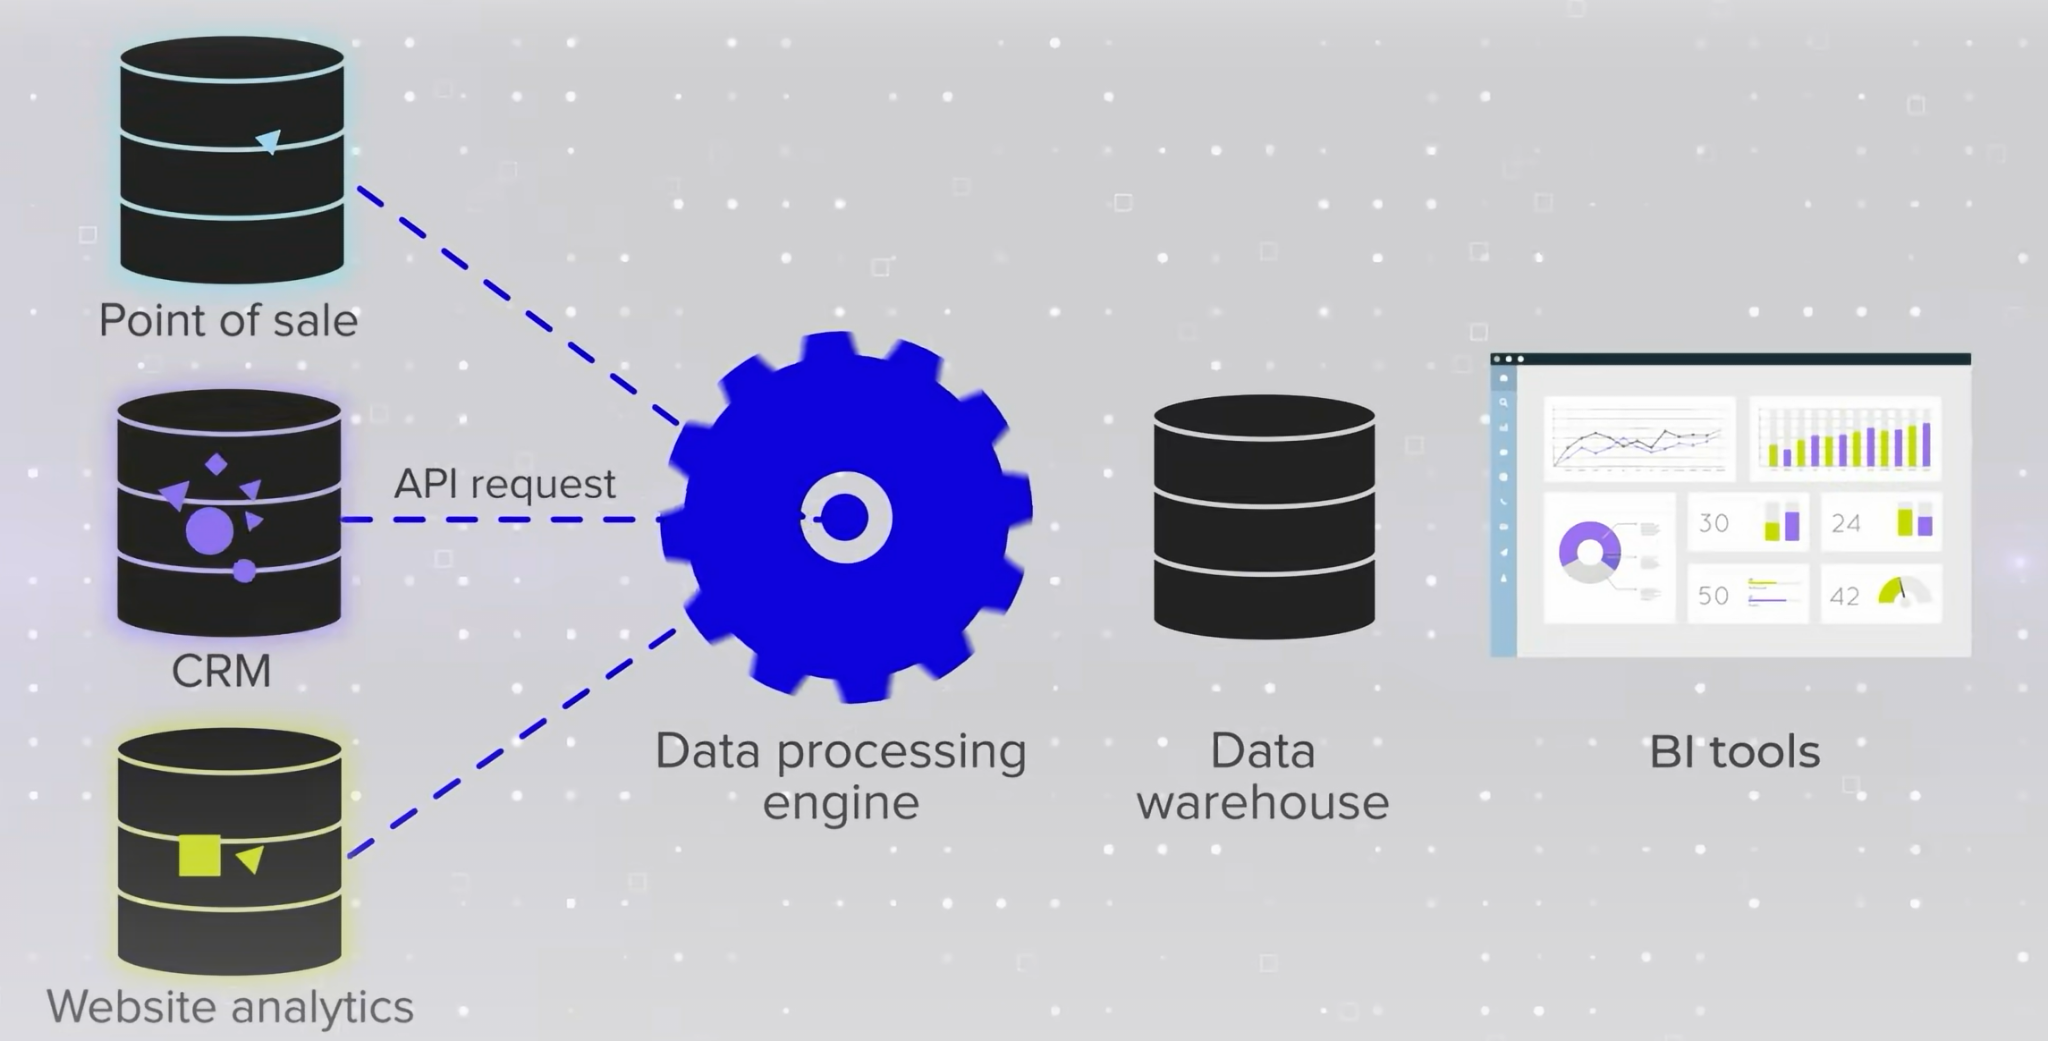 Point of sale
API request
CRM
Website analytics
Data processing
engine
Data
warehouse
30
24
50
42
BI tools